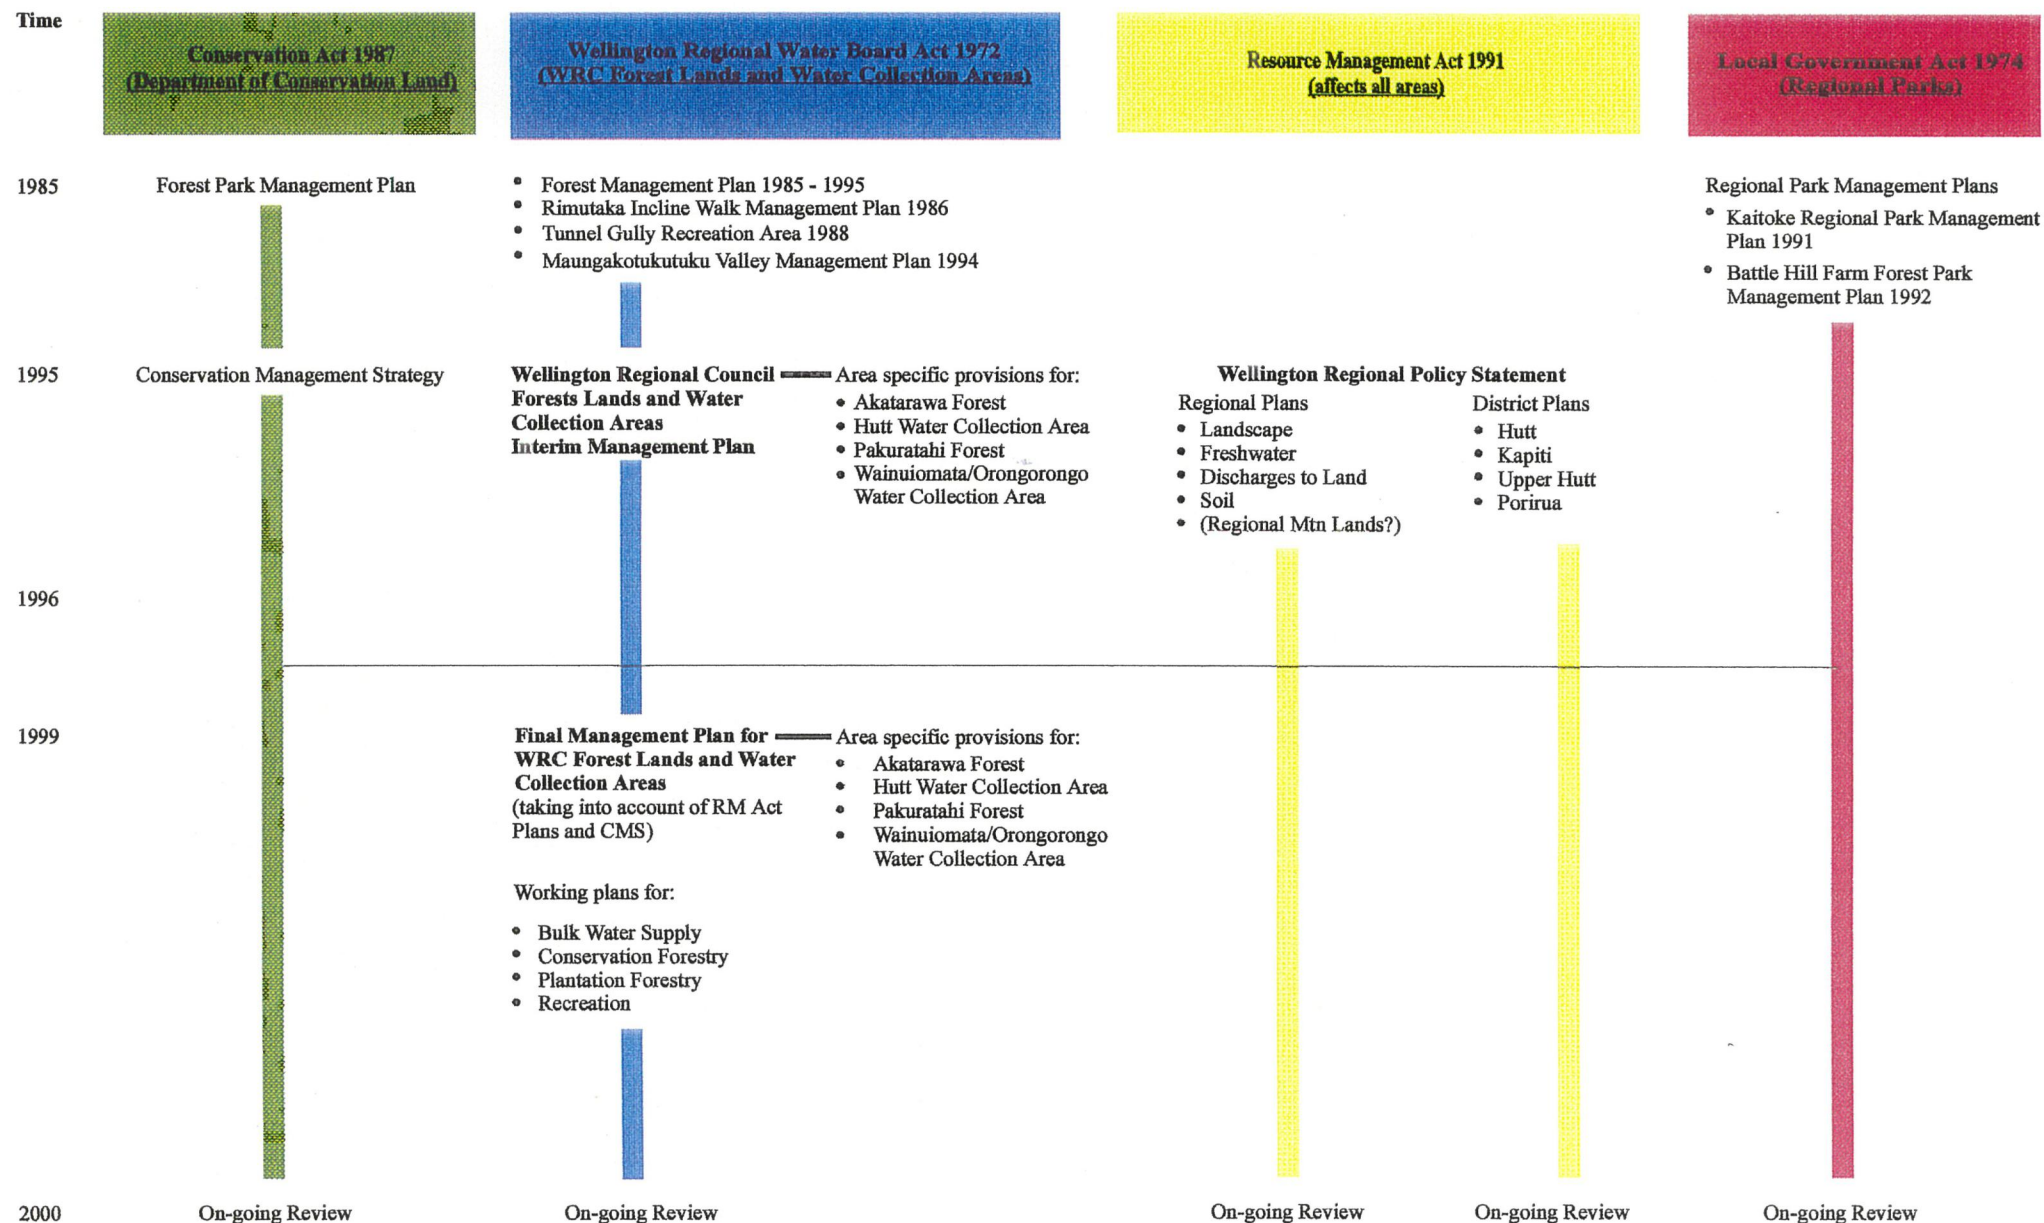 Time
Conservation Act 1987
(Department of Conservation Land)
Wellington Regional Water Board Act 1972
(WRC Forest Lands and Water Collection Areas)
Resource Management Act 1991
(affects all areas)
Local Government Act 1974
(Regional Parks)
1985
Forest Park Management Plan
• Forest Management Plan 1985 - 1995
• Rimutaka Incline Walk Management Plan 1986
• Tunnel Gully Recreation Area 1988
• Maungakotukutuku Valley Management Plan 1994
Regional Park Management Plans
• Kaitoke Regional Park Management
Plan 1991
• Battle Hill Farm Forest Park
Management Plan 1992
1995
Conservation Management Strategy
Wellington Regional Council
Forests Lands and Water
Collection Areas
Interim Management Plan
Area specific provisions for:
• Akatarawa Forest
• Hutt Water Collection Area
• Pakuratahi Forest
• Wainuiomata/Orongorongo
Water Collection Area
Wellington Regional Policy Statement
Regional Plans
• Landscape
• Freshwater
• Discharges to Land
• Soil
• (Regional Mtn Lands?)
District Plans
• Hutt
• Kapiti
• Upper Hutt
• Porirua
1996
1999
Final Management Plan for
WRC Forest Lands and Water
Collection Areas
(taking into account of RM Act
Plans and CMS)
Area specific provisions for:
• Akatarawa Forest
• Hutt Water Collection Area
• Pakuratahi Forest
• Wainuiomata/Orongorongo
Water Collection Area
Working plans for:
• Bulk Water Supply
• Conservation Forestry
• Plantation Forestry
• Recreation
2000
On-going Review
On-going Review
On-going Review
On-going Review
On-going Review